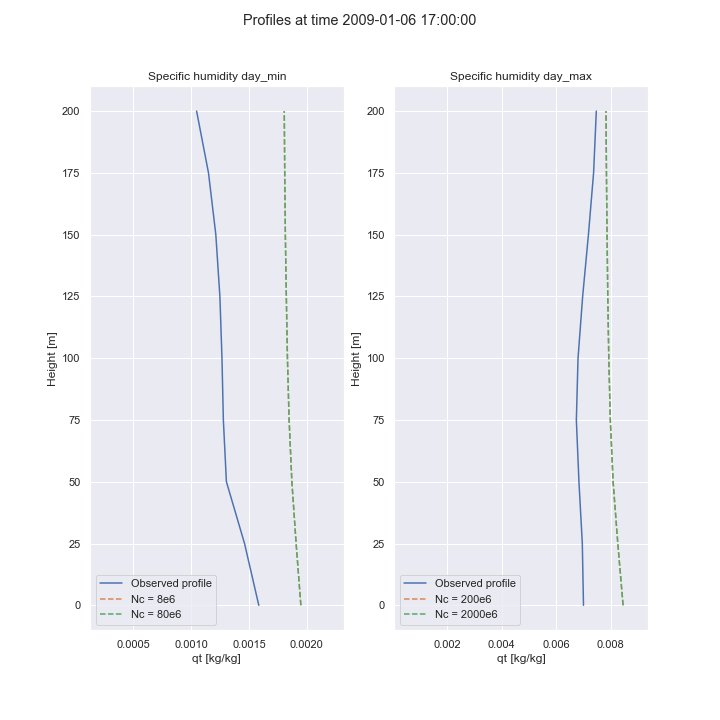 Profiles at time 2009-01-06 17:00:00
Specific humidity day_min
200
175
150
125
100
75
50
25
0
Height [m]
Observed profile
Nc = 8e6
Nc = 80e6
0.0005 0.0010 0.0015 0.0020
qt [kg/kg]
Specific humidity day_max
200
175
150
125
100
75
50
25
0
Height [m]
Observed profile
Nc = 200e6
Nc = 2000e6
0.002 0.004 0.006 0.008
qt [kg/kg]